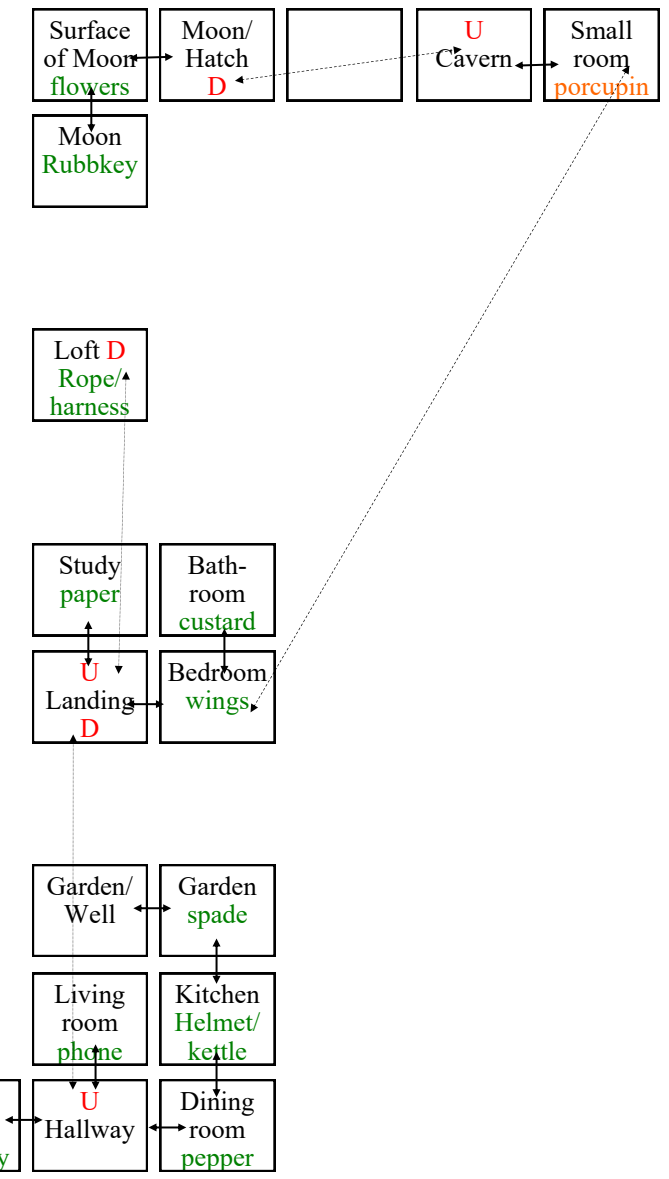 Surface
of Moon
flowers
Moon/
Hatch
D
U
Cavern
Small
room
porcupin
Moon
Rubbkey
Loft D
Rope/
harness
Study
paper
Bath-
room
custard
U
Landing
D
Bedroom
wings
Garden/
Well
Garden
spade
Living
room
phone
Kitchen
Helmet/
kettle
y
U
Hallway
Dining
room
pepper